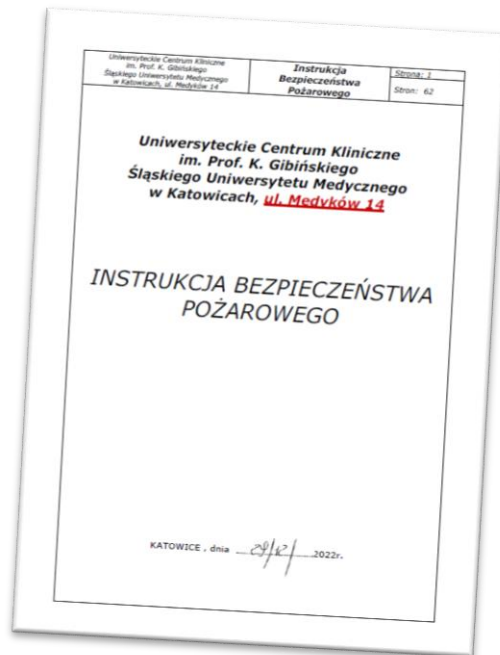 Uniwersyteckie Centrum Kliniczne
im. Prof. K. Gibińskiego
Śląskiego Uniwersytetu Medycznego
w Katowicach, ul. Medyków 14
Instrukcja
Bezpieczeństwa
Pożarowego
Strona: 1
Stron: 62
Uniwersyteckie Centrum Kliniczne
im. Prof. K. Gibińskiego
Śląskiego Uniwersytetu Medycznego
w Katowicach, ul. Medyków 14
INSTRUKCJA BEZPIECZEŃSTWA
POŻAROWEGO
KATOWICE , dnia 29/12/ 2022r.